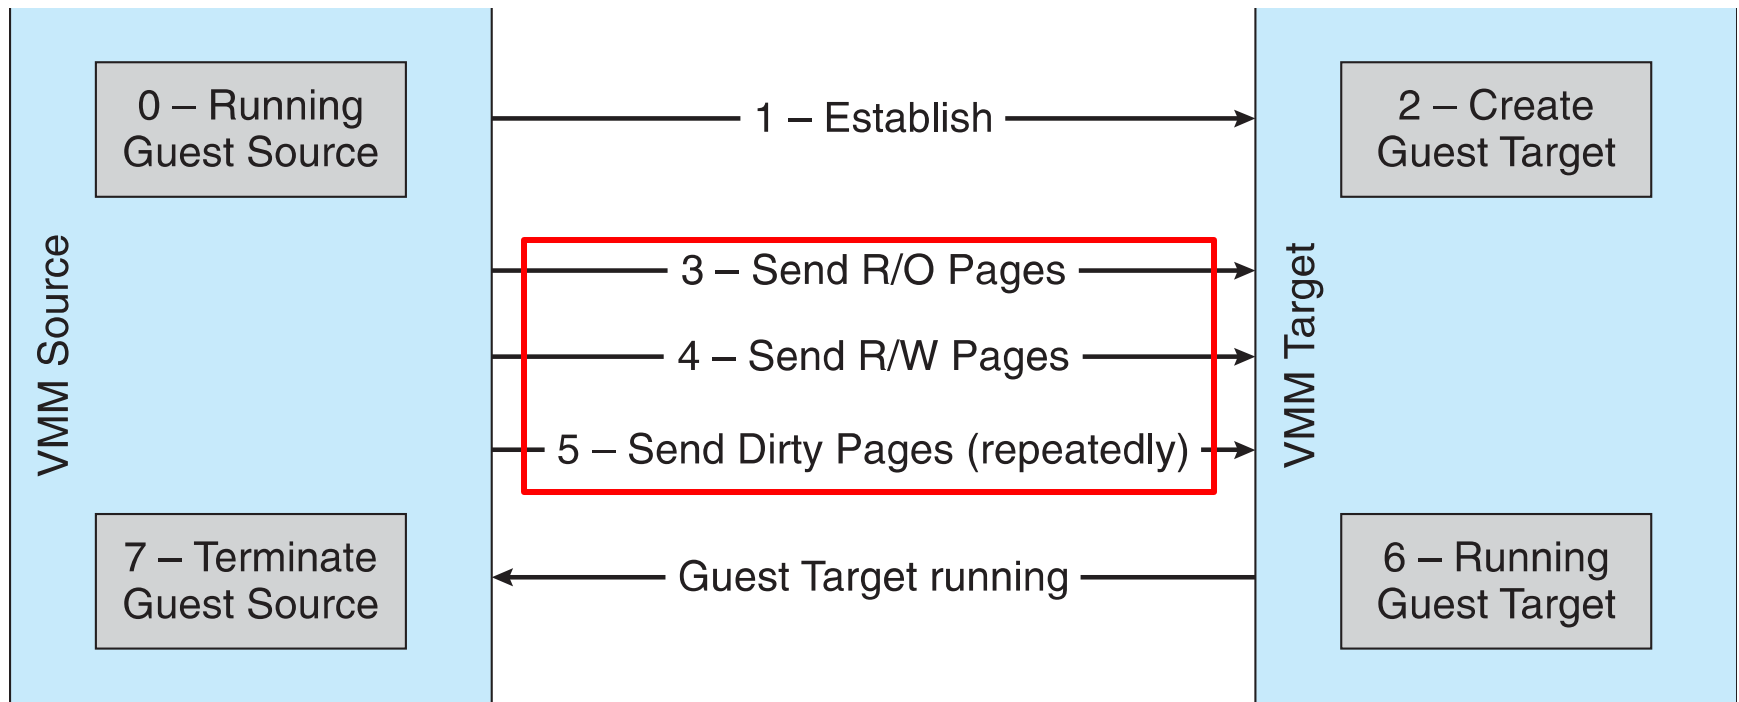 0 – Running
Guest Source
1 – Establish
2 – Create
Guest Target
VMM Source
3 – Send R/O Pages
4 – Send R/W Pages
5 – Send Dirty Pages (repeatedly)
VMM Target
7 – Terminate
Guest Source
Guest Target running
6 – Running
Guest Target